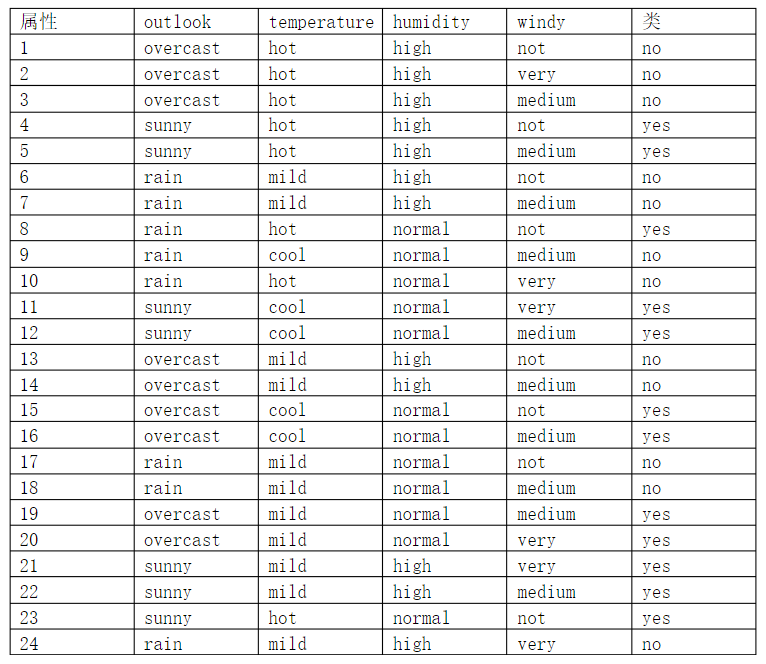 属性 outlook temperature humidity windy 类
1 overcast hot high not no
2 overcast hot high very no
3 overcast hot high medium no
4 sunny hot high not yes
5 sunny hot high medium yes
6 rain mild high not no
7 rain mild high medium no
8 rain hot normal not yes
9 rain cool normal medium no
10 rain hot normal very no
11 sunny cool normal very yes
12 sunny cool normal medium yes
13 overcast mild high not no
14 overcast mild high medium no
15 overcast cool normal not yes
16 overcast cool normal medium yes
17 rain mild normal not no
18 rain mild normal medium no
19 overcast mild normal medium yes
20 overcast mild normal very yes
21 sunny mild high very yes
22 sunny mild high medium yes
23 sunny hot normal not yes
24 rain mild high very no